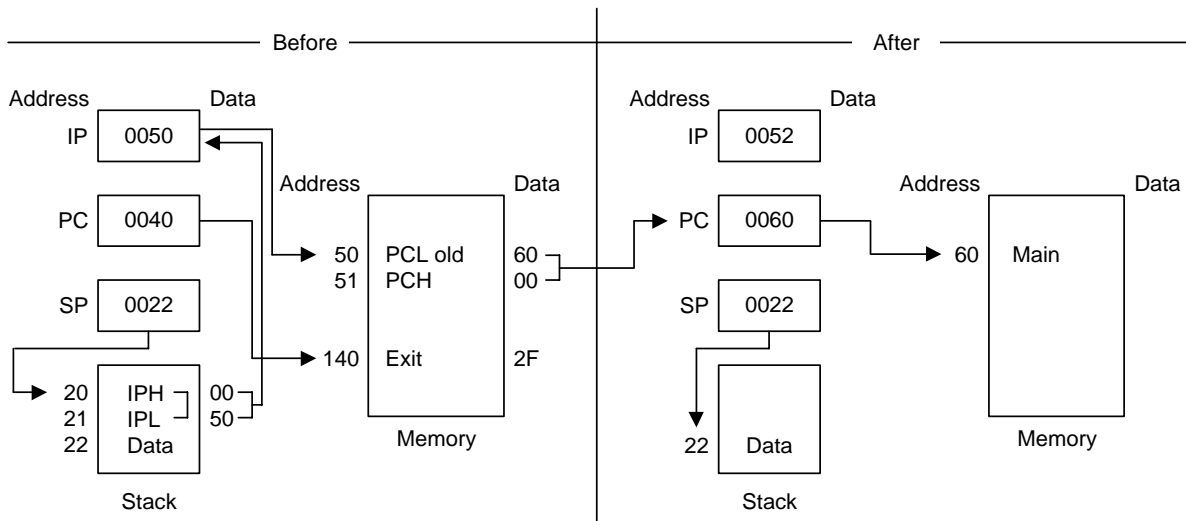 Before
After
Address Data
IP 0050
PC 0040
SP 0022
20 IPH 00
21 IPL 50
22 Data
Stack
Address Data
50 PCL old 60
51 PCH 00
140 Exit 2F
Memory
Address Data
IP 0052
PC 0060
SP 0022
22 Data
Stack
Address Data
60 Main
Memory